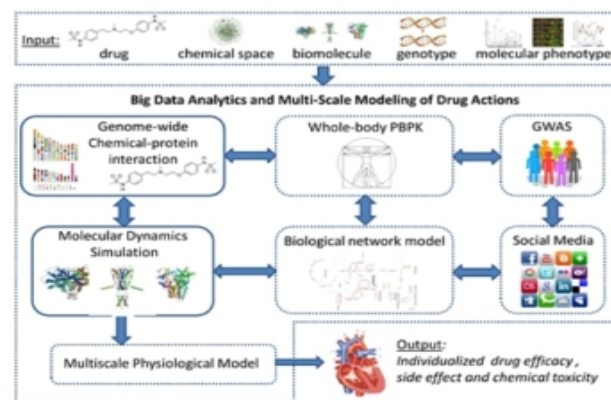 Input:
drug
chemical space
biomolecule
genotype
molecular phenotype
Big Data Analytics and Multi-Scale Modeling of Drug Actions
Genome-wide
Chemical-protein
interaction
Whole-body PBPK
GWAS
Molecular Dynamics
Simulation
Biological network model
Social Media
Multiscale Physiological Model
Output:
Individualized drug efficacy,
side effect and chemical toxicity